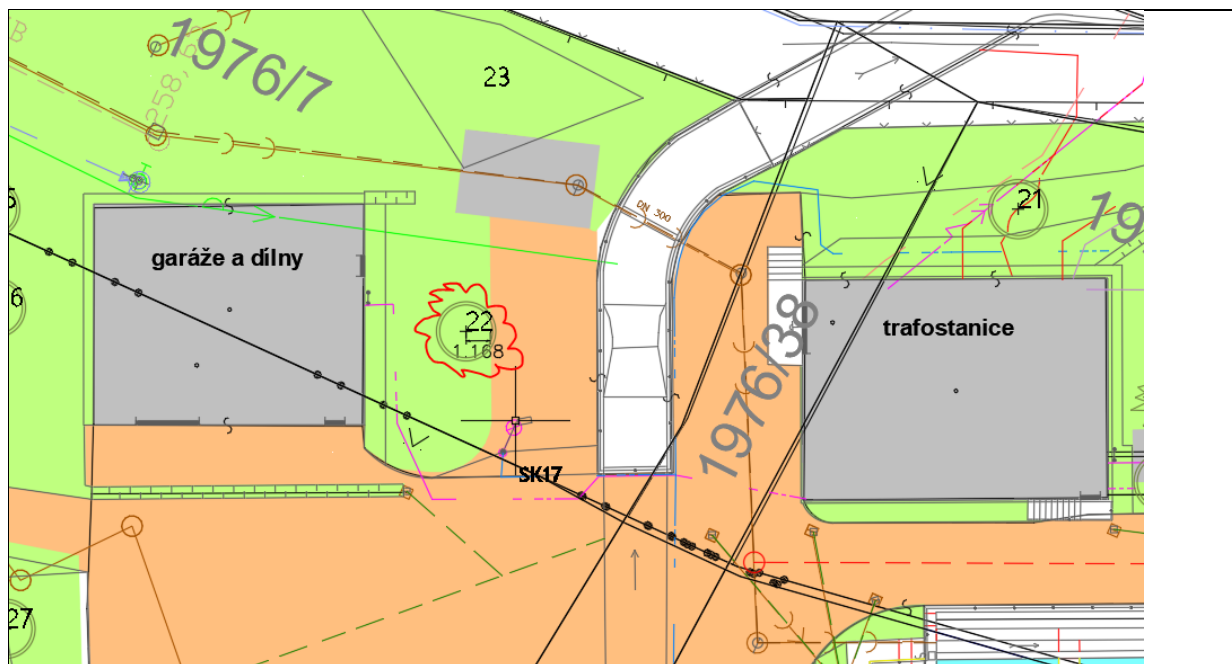 1976/7
23
DN 300
21
garáže a dílny
22
1.168
trafostanice
1976/38
SK17
27